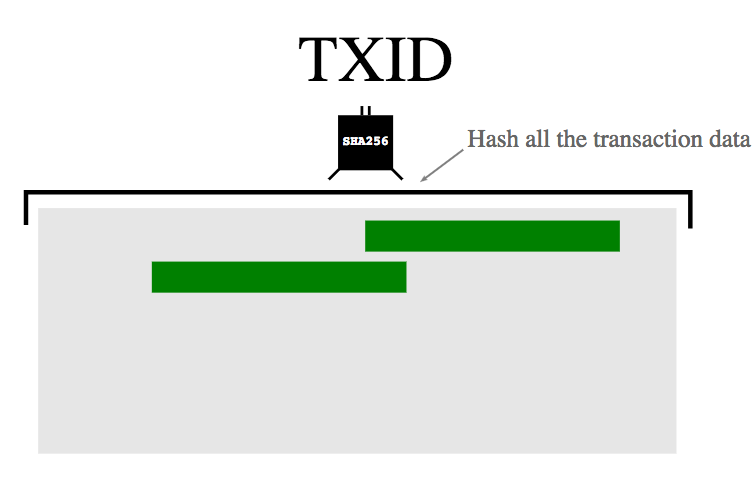 TXID
SHA256
Hash all the transaction data